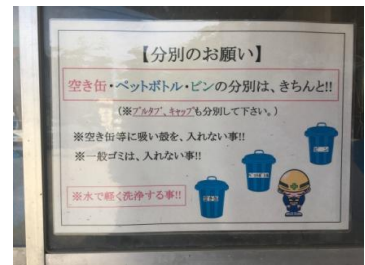 【分別のお願い】
空き缶・ペットボトル・ビンの分別は、きちんと!!
(※プルタブ、キャップも分別して下さい。)
※空き缶等に吸い殻を、入れない事!!
※一般ゴミは、入れない事!!
※水で軽く洗浄する事!!